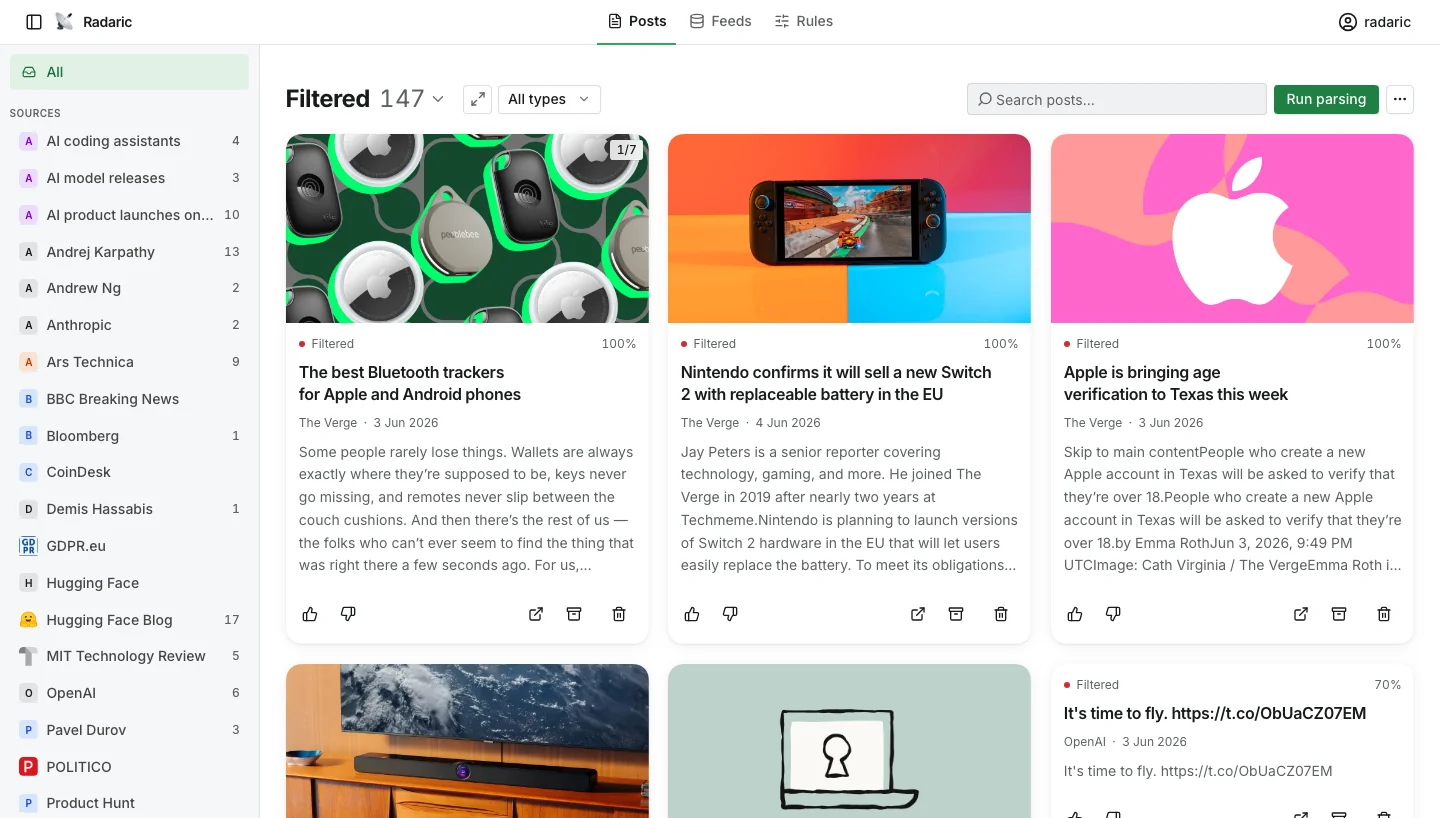 Radaric
Posts
Feeds
Rules
radaric
All
SOURCES
A AI coding assistants 4
A AI model releases 3
A AI product launches on... 10
A Andrej Karpathy 13
A Andrew Ng 2
A Anthropic 2
A Ars Technica 9
B BBC Breaking News
B Bloomberg 1
C CoinDesk
D Demis Hassabis 1
GDPR GDPR.eu
H Hugging Face
Hugging Face Blog 17
MIT Technology Review 5
O OpenAI 6
P Pavel Durov 3
P POLITICO
P Product Hunt
Filtered 147
All types
Search posts...
Run parsing
1/7
pebblebee
Filtered 100%
The best Bluetooth trackers
for Apple and Android phones
The Verge · 3 Jun 2026
Some people rarely lose things. Wallets are always
exactly where they’re supposed to be, keys never
go missing, and remotes never slip between the
couch cushions. And then there’s the rest of us —
the folks who can’t ever seem to find the thing that
was right there a few seconds ago. For us,...
Filtered 100%
Nintendo confirms it will sell a new Switch
2 with replaceable battery in the EU
The Verge · 4 Jun 2026
Jay Peters is a senior reporter covering
technology, gaming, and more. He joined The
Verge in 2019 after nearly two years at
Techmeme.Nintendo is planning to launch versions
of Switch 2 hardware in the EU that will let users
easily replace the battery. To meet its obligations...
Filtered 100%
Apple is bringing age
verification to Texas this week
The Verge · 3 Jun 2026
Skip to main contentPeople who create a new
Apple account in Texas will be asked to verify that
they’re over 18.People who create a new Apple
account in Texas will be asked to verify that they’re
over 18.by Emma RothJun 3, 2026, 9:49 PM
UTCImage: Cath Virginia / The VergeEmma Roth i...
Filtered 70%
It's time to fly. https://t.co/ObUaCZ07EM
OpenAI · 3 Jun 2026
It's time to fly. https://t.co/ObUaCZ07EM